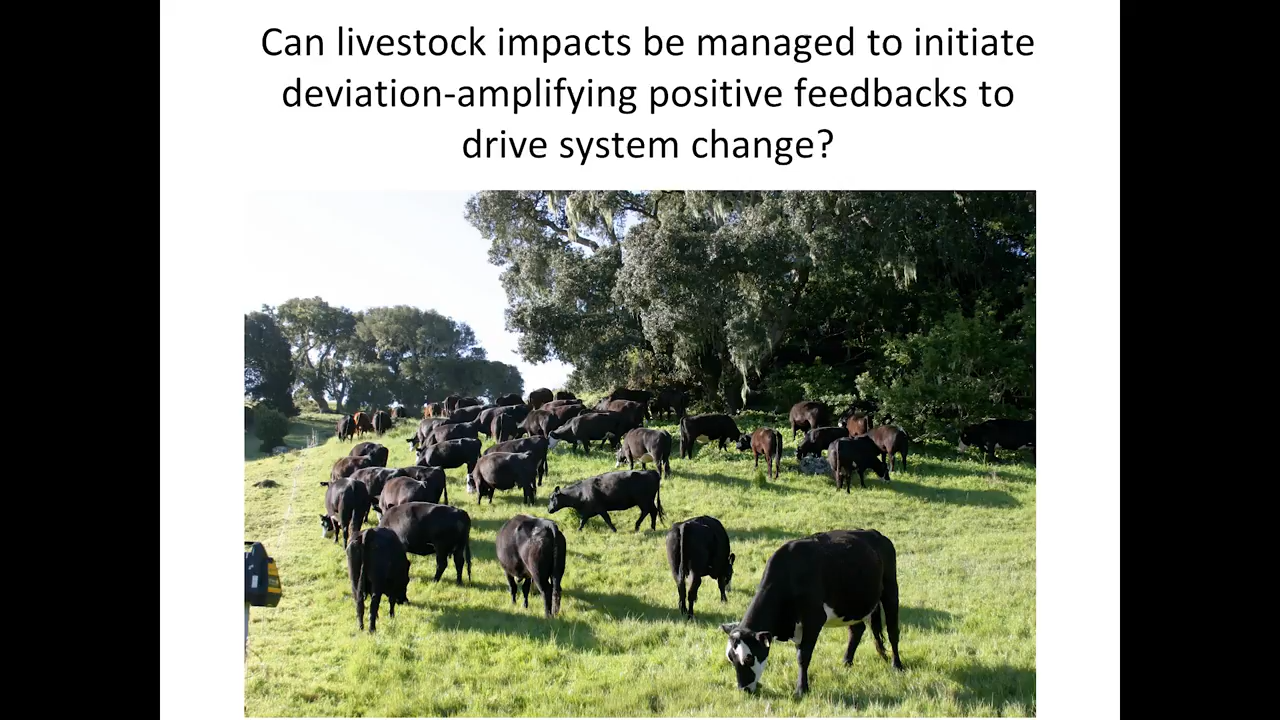 Can livestock impacts be managed to initiate
deviation-amplifying positive feedbacks to
drive system change?